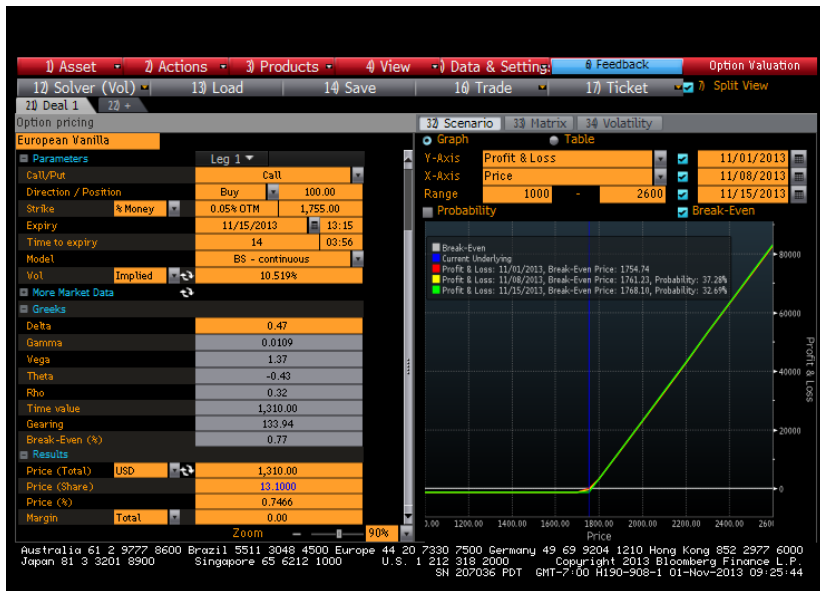 1) Asset 2) Actions 3) Products 4) View 5) Data & Settings 6) Feedback Option Valuation
12) Solver (Vol) 13) Load 14) Save 16) Trade 17) Ticket 7) Split View
21) Deal 1 22) +
Option pricing
European Vanilla
Parameters Leg 1
Call/Put Call
Direction / Position Buy 100.00
Strike % Money 0.05% OTM 1,755.00
Expiry 11/15/2013 13:15
Time to expiry 14 03:56
Model BS - continuous
Vol Implied 10.519%
More Market Data
Greeks
Delta 0.47
Gamma 0.0109
Vega 1.37
Theta -0.43
Rho 0.32
Time value 1,310.00
Gearing 133.94
Break-Even (%) 0.77
Results
Price (Total) USD 1,310.00
Price (Share) 13.1000
Price (%) 0.7466
Margin Total 0.00
Zoom 90%
32) Scenario 33) Matrix 34) Volatility
Graph Table
Y-Axis Profit & Loss 11/01/2013
X-Axis Price 11/08/2013
Range 1000 - 2600 11/15/2013
Probability Break-Even
Break-Even
Current Underlying
Profit & Loss: 11/01/2013, Break-Even Price: 1754.74
Profit & Loss: 11/08/2013, Break-Even Price: 1761.23, Probability: 37.28%
Profit & Loss: 11/15/2013, Break-Even Price: 1768.10, Probability: 32.69%
80000
60000
40000
20000
0
Profit & Loss
1200.00 1400.00 1600.00 1800.00 2000.00 2200.00 2400.00
Price
Australia 61 2 9777 8600 Brazil 5511 3048 4500 Europe 44 20 7330 7500 Germany 49 69 9204 1210 Hong Kong 852 2977 6000
Japan 81 3 3201 8900 Singapore 65 6212 1000 U.S. 1 212 318 2000 Copyright 2013 Bloomberg Finance L.P.
SN 207036 PDT GMT-7:00 H190-908-1 01-Nov-2013 09:25:44